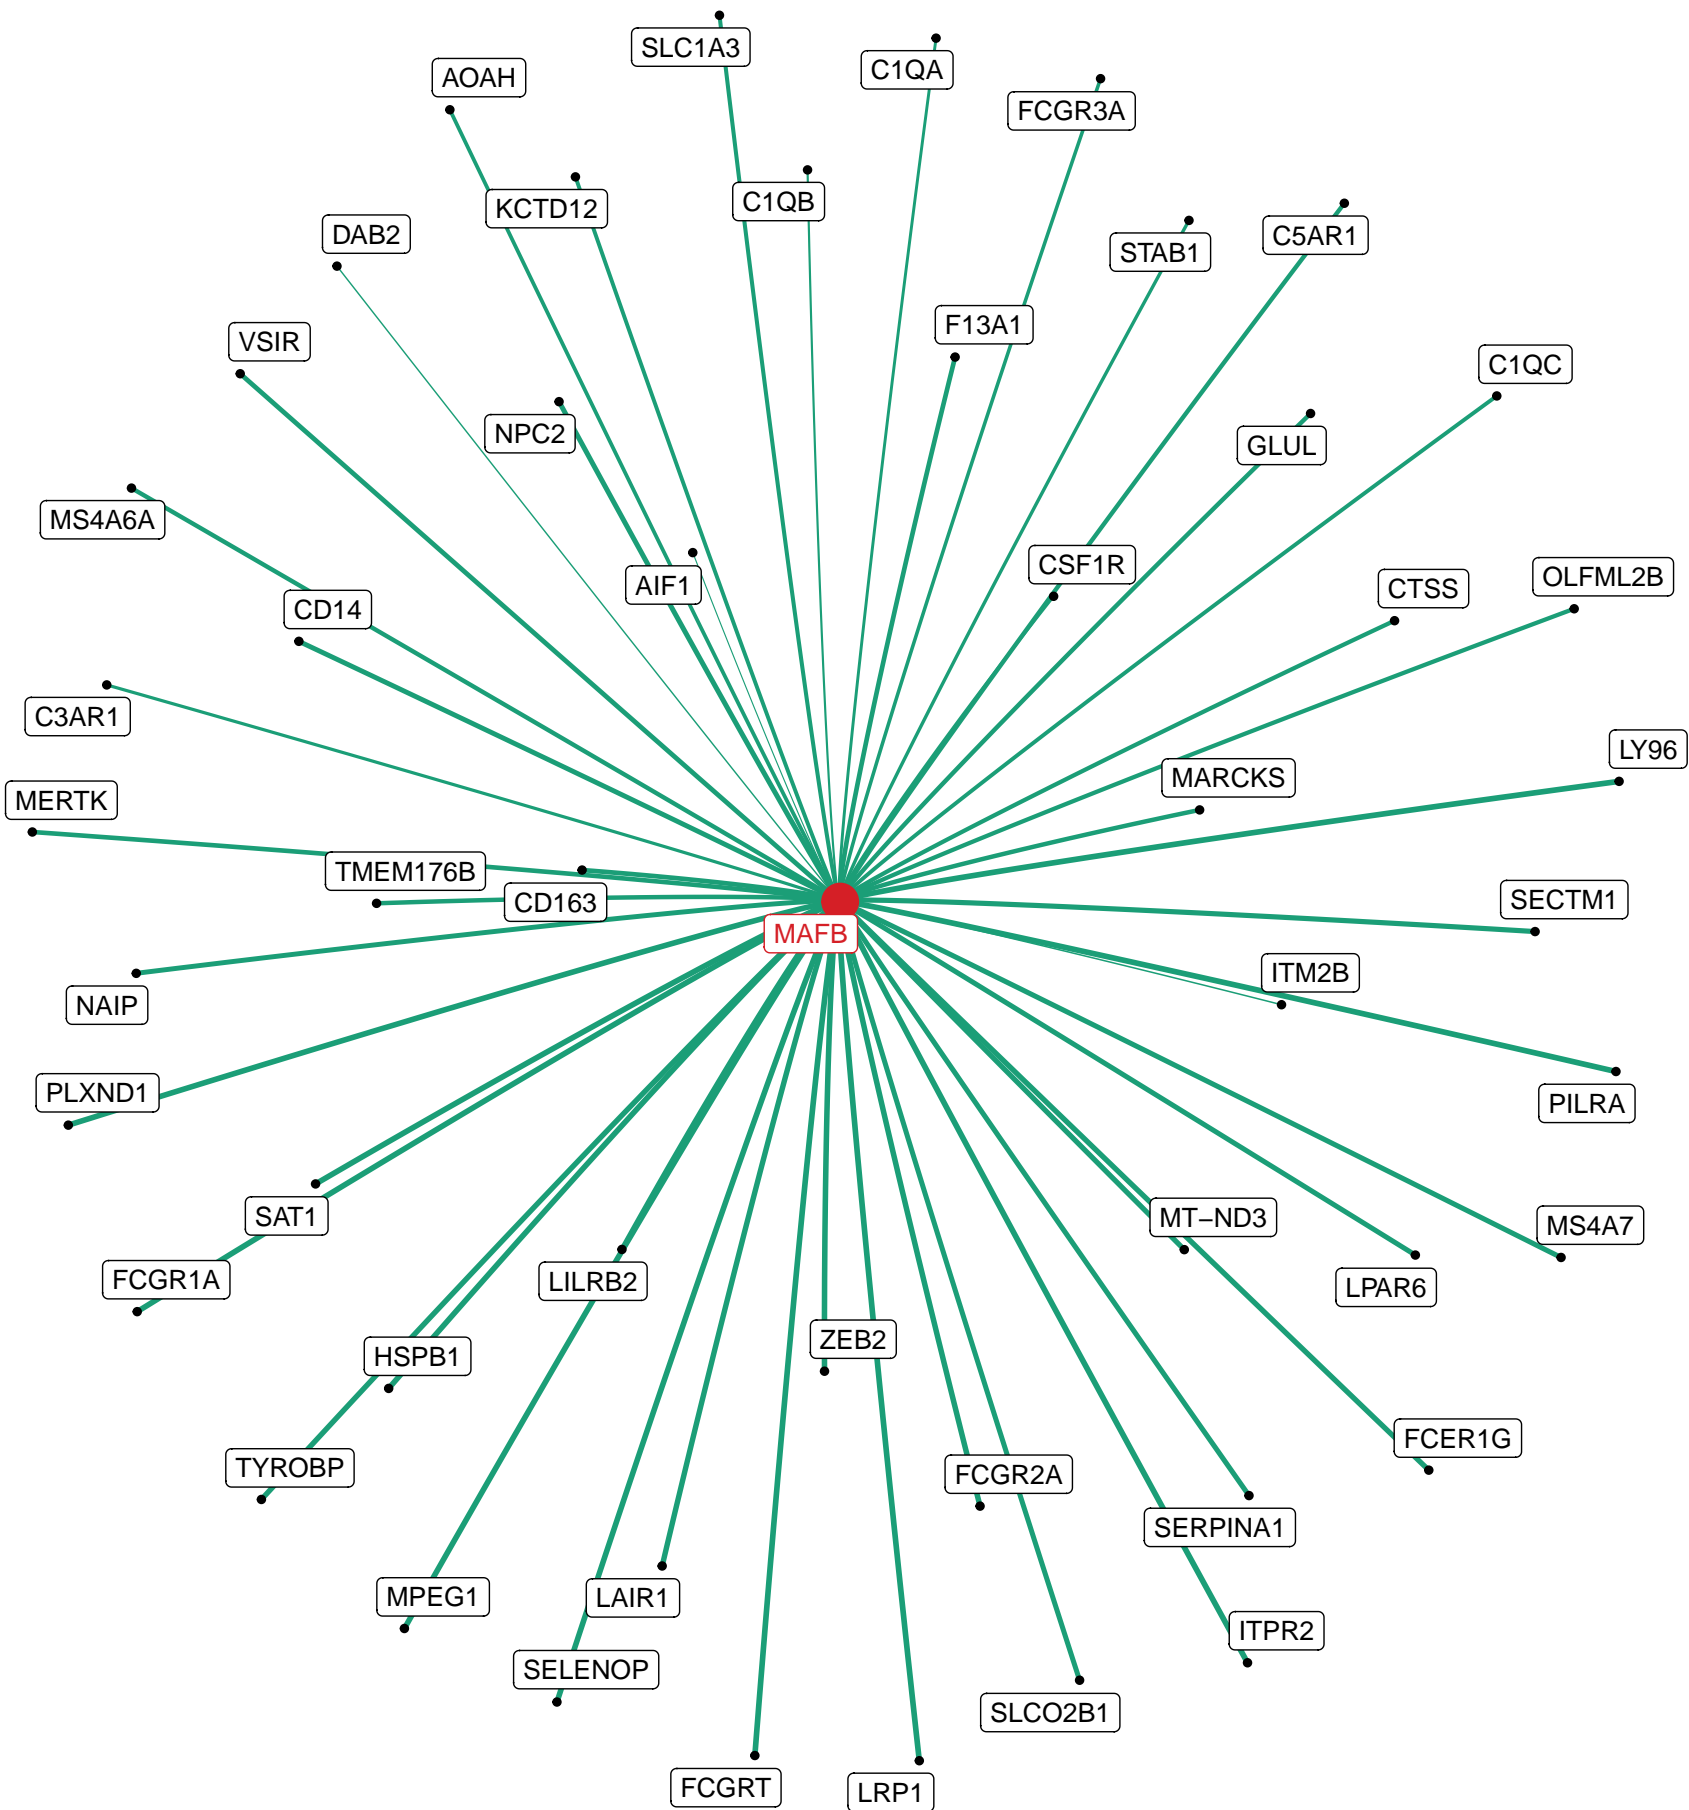 SLC1A3
C1QA
AOAH
FCGR3A
C1QB
KCTD12
DAB2
C5AR1
STAB1
F13A1
VSIR
C1QC
NPC2
GLUL
MS4A6A
CSF1R
OLFML2B
AIF1
CTSS
CD14
C3AR1
LY96
MARCKS
MERTK
TMEM176B
SECTM1
CD163
MAFB
ITM2B
NAIP
PLXND1
PILRA
SAT1
MT−ND3
MS4A7
FCGR1A
LILRB2
LPAR6
ZEB2
HSPB1
FCER1G
TYROBP
FCGR2A
SERPINA1
MPEG1
LAIR1
ITPR2
SELENOP
SLCO2B1
FCGRT
LRP1